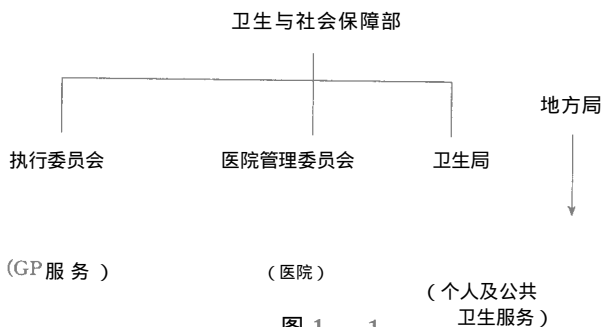 卫生与社会保障部
地方局
执行委员会 医院管理委员会 卫生局
(GP服务) (医院)
(个人及公共
卫生服务)
图 1 1